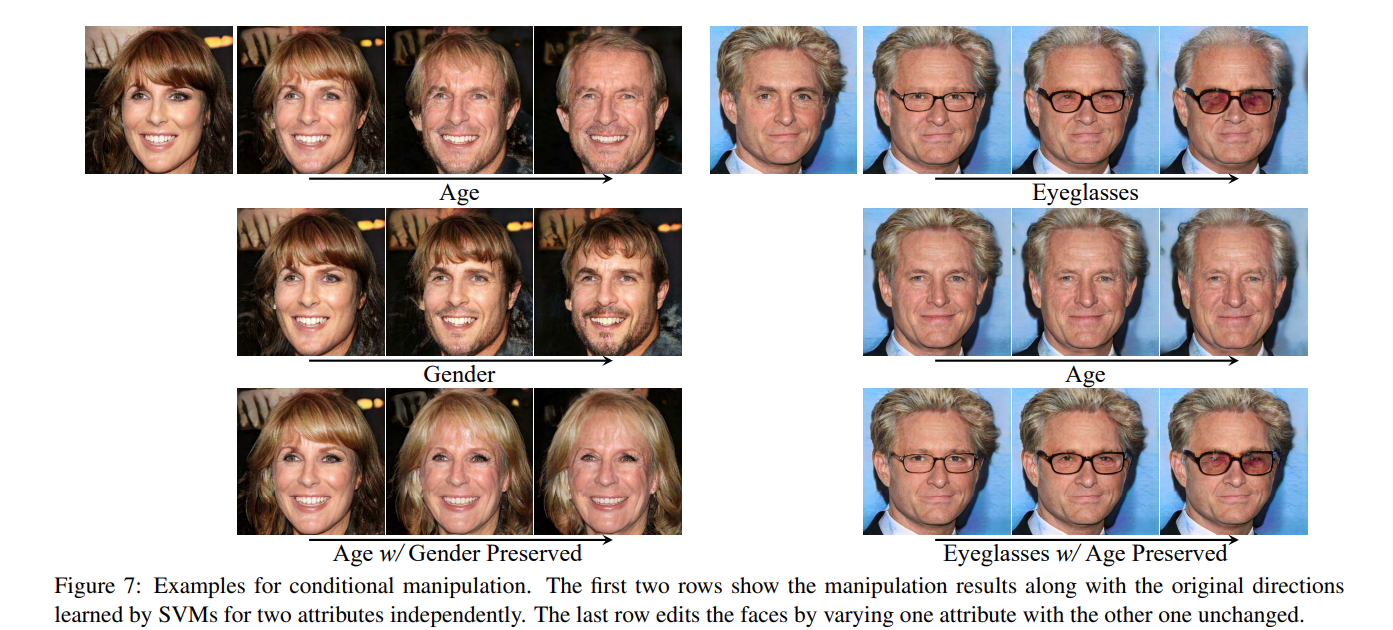 Age
Eyeglasses
Gender
Age
Age w/ Gender Preserved
Eyeglasses w/ Age Preserved
Figure 7: Examples for conditional manipulation. The first two rows show the manipulation results along with the original directions
learned by SVMs for two attributes independently. The last row edits the faces by varying one attribute with the other one unchanged.